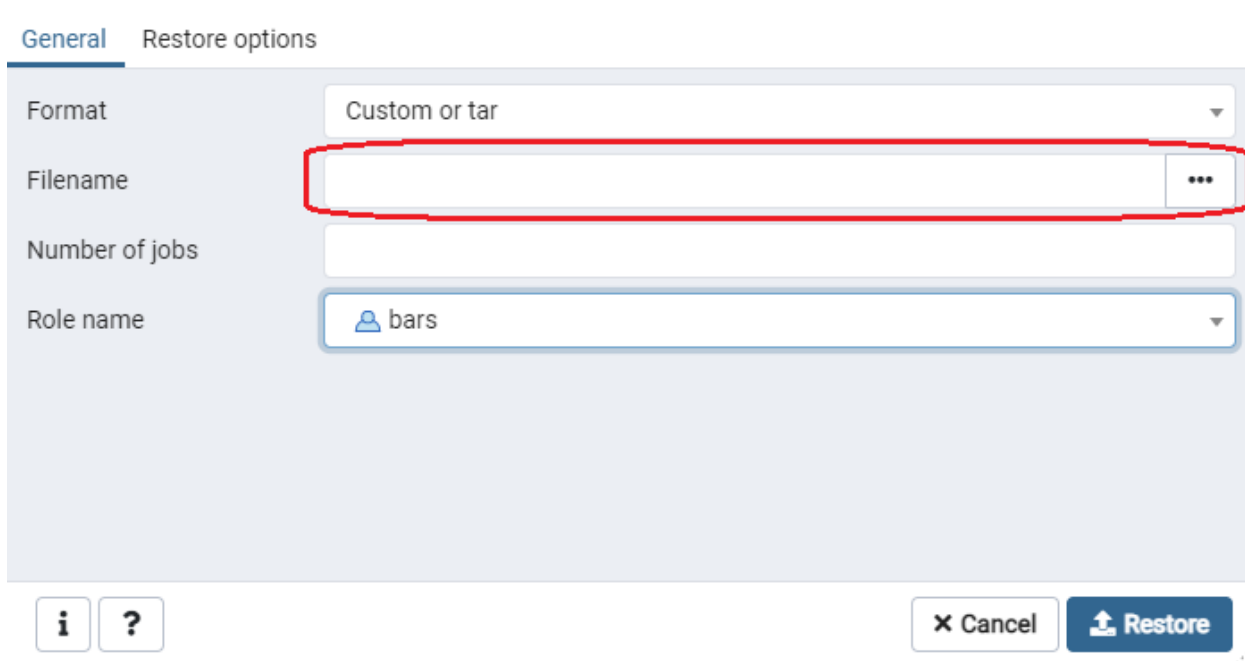 General Restore options
Format Custom or tar
Filename •••
Number of jobs
Role name bars
i ? × Cancel Restore